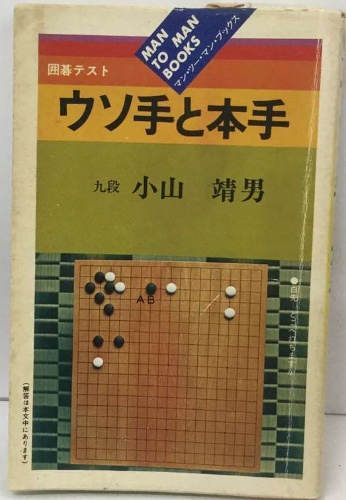 MAN
TO MAN
BOOKS
マン・ツー・マン・ブックス
囲碁テスト
ウソ手と本手
九段 小山 靖男
A B
(解答は本文中にあります)